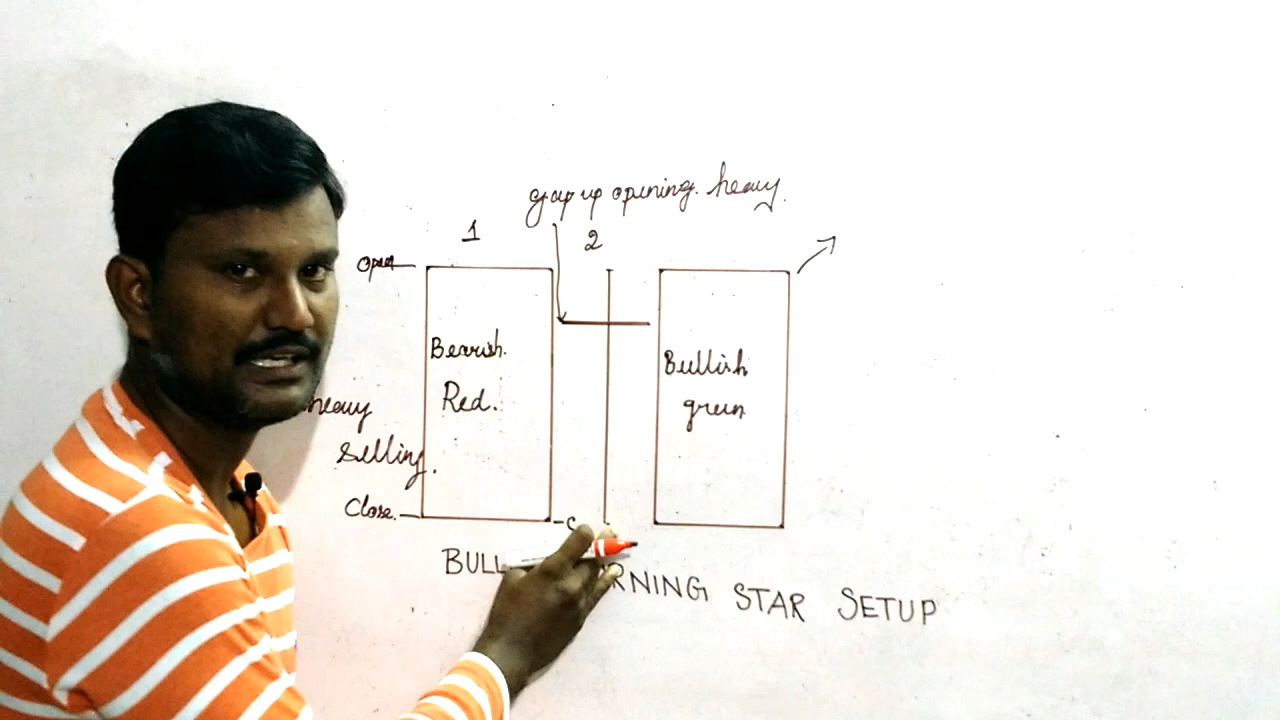 gap up opening. heavy.
1
2
Open
Bearish.
Red.
Bullish
green
heavy
Selling.
Close.
C
BULL RNING STAR SETUP